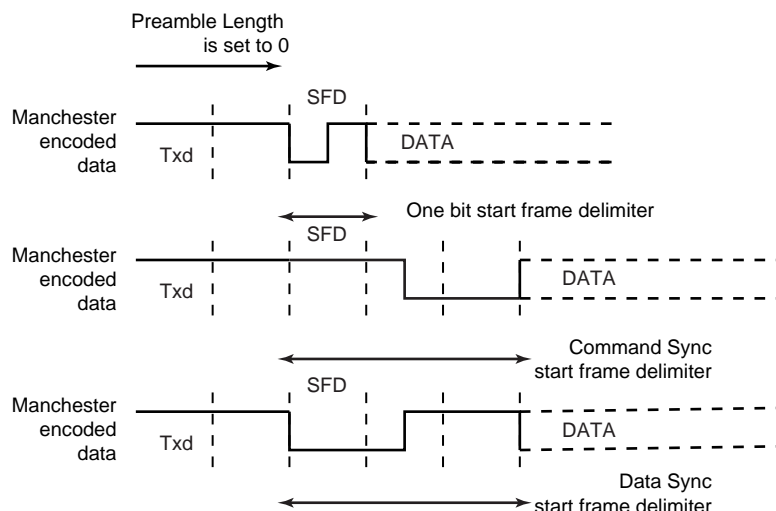 Preamble Length
is set to 0
SFD
Manchester
encoded
data
Txd
DATA
One bit start frame delimiter
SFD
Manchester
encoded
data
Txd
DATA
Command Sync
start frame delimiter
SFD
Manchester
encoded
data
Txd
DATA
Data Sync
start frame delimiter